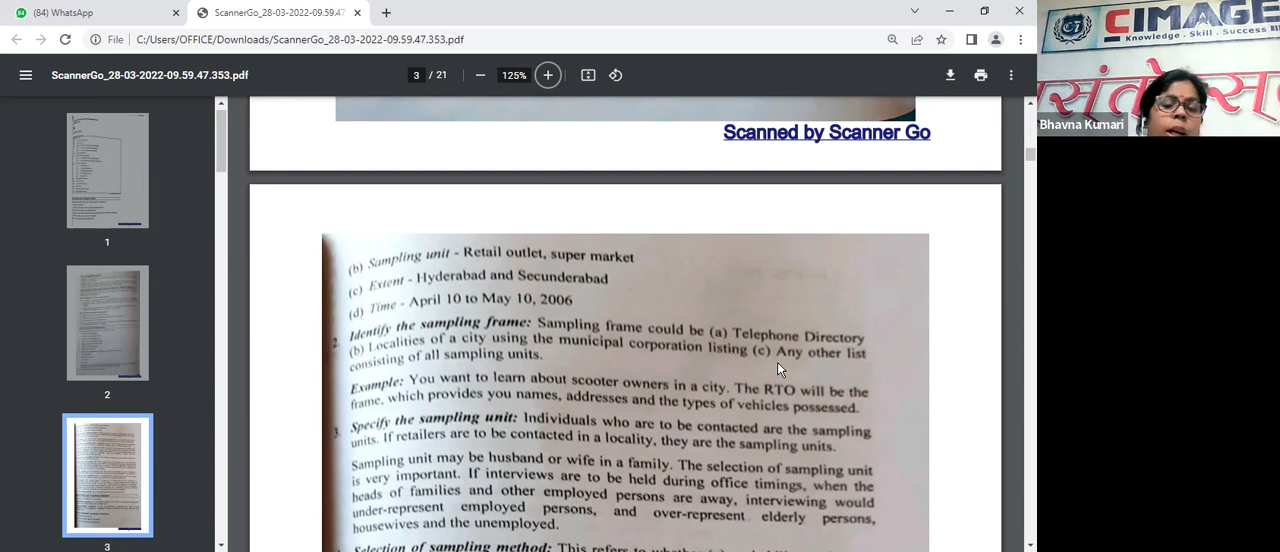 (84) WhatsApp
ScannerGo_28-03-2022-09.59.47
File
C:/Users/OFFICE/Downloads/ScannerGo_28-03-2022-09.59.47.353.pdf
ScannerGo_28-03-2022-09.59.47.353.pdf
3 / 21
125%
1
2
3
Scanned by Scanner Go
(b) Sampling unit - Retail outlet, super market
(c) Extent - Hyderabad and Secunderabad
(d) Time - April 10 to May 10, 2006
2. Identify the sampling frame: Sampling frame could be (a) Telephone Directory
(b) Localities of a city using the municipal corporation listing (c) Any other list
consisting of all sampling units.
Example: You want to learn about scooter owners in a city. The RTO will be the
frame, which provides you names, addresses and the types of vehicles possessed.
3. Specify the sampling unit: Individuals who are to be contacted are the sampling
units. If retailers are to be contacted in a locality, they are the sampling units.
Sampling unit may be husband or wife in a family. The selection of sampling unit
is very important. If interviews are to be held during office timings, when the
heads of families and other employed persons are away, interviewing would
under-represent employed persons, and over-represent elderly persons,
housewives and the unemployed.
Selection of sampling method: This refers to whether
CIMAGE
Knowledge . Skill . Success
Bhavna Kumari